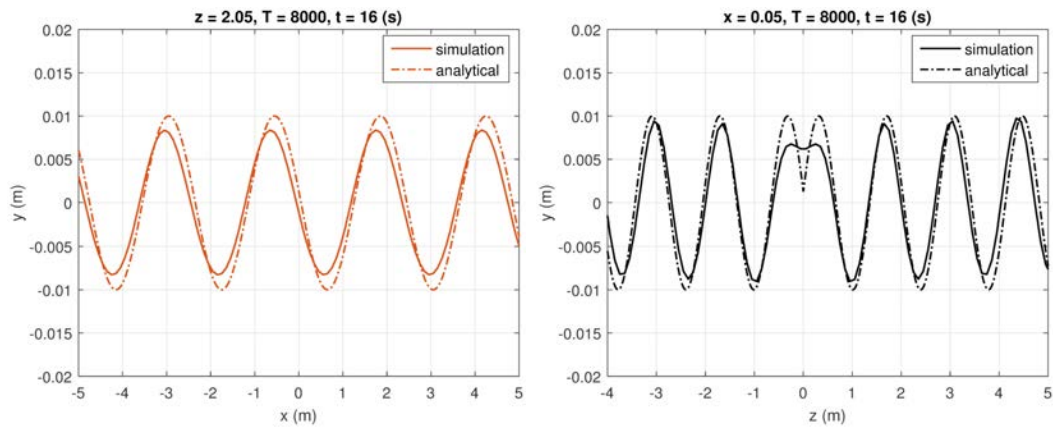 z = 2.05, T = 8000, t = 16 (s)
0.02
0.015
0.01
0.005
0
-0.005
-0.01
-0.015
-0.02
y (m)
simulation
analytical
-5 -4 -3 -2 -1 0 1 2 3 4 5
x (m)
x = 0.05, T = 8000, t = 16 (s)
0.02
0.015
0.01
0.005
0
-0.005
-0.01
-0.015
-0.02
y (m)
simulation
analytical
-4 -3 -2 -1 0 1 2 3 4 5
z (m)